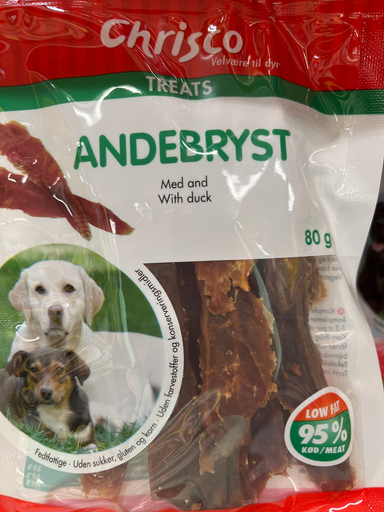 Chrisco
Velvære til dyr
TREATS
ANDEBRYST
Med and
With duck
80 g
Fedtfattige · Uden sukker, gluten og korn · Uden farvestoffer og konserveringsmidler
LOW FAT
95%
KØD/MEAT